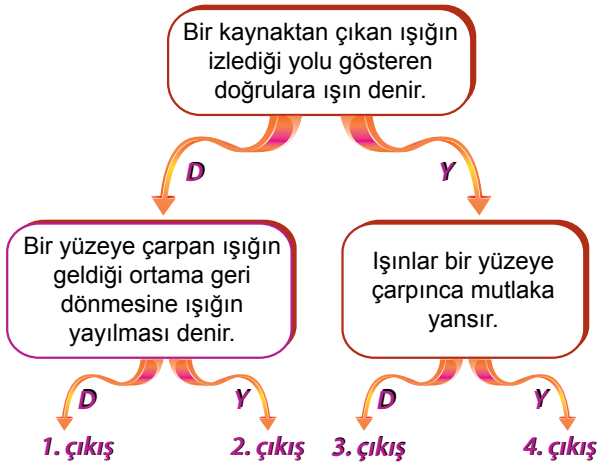 Bir kaynaktan çıkan ışığın
izlediği yolu gösteren
doğrulara ışın denir.
D
Y
Bir yüzeye çarpan ışığın
geldiği ortama geri
dönmesine ışığın
yayılması denir.
Işınlar bir yüzeye
çarpınca mutlaka
yansır.
D
Y
D
Y
1. çıkış
2. çıkış
3. çıkış
4. çıkış